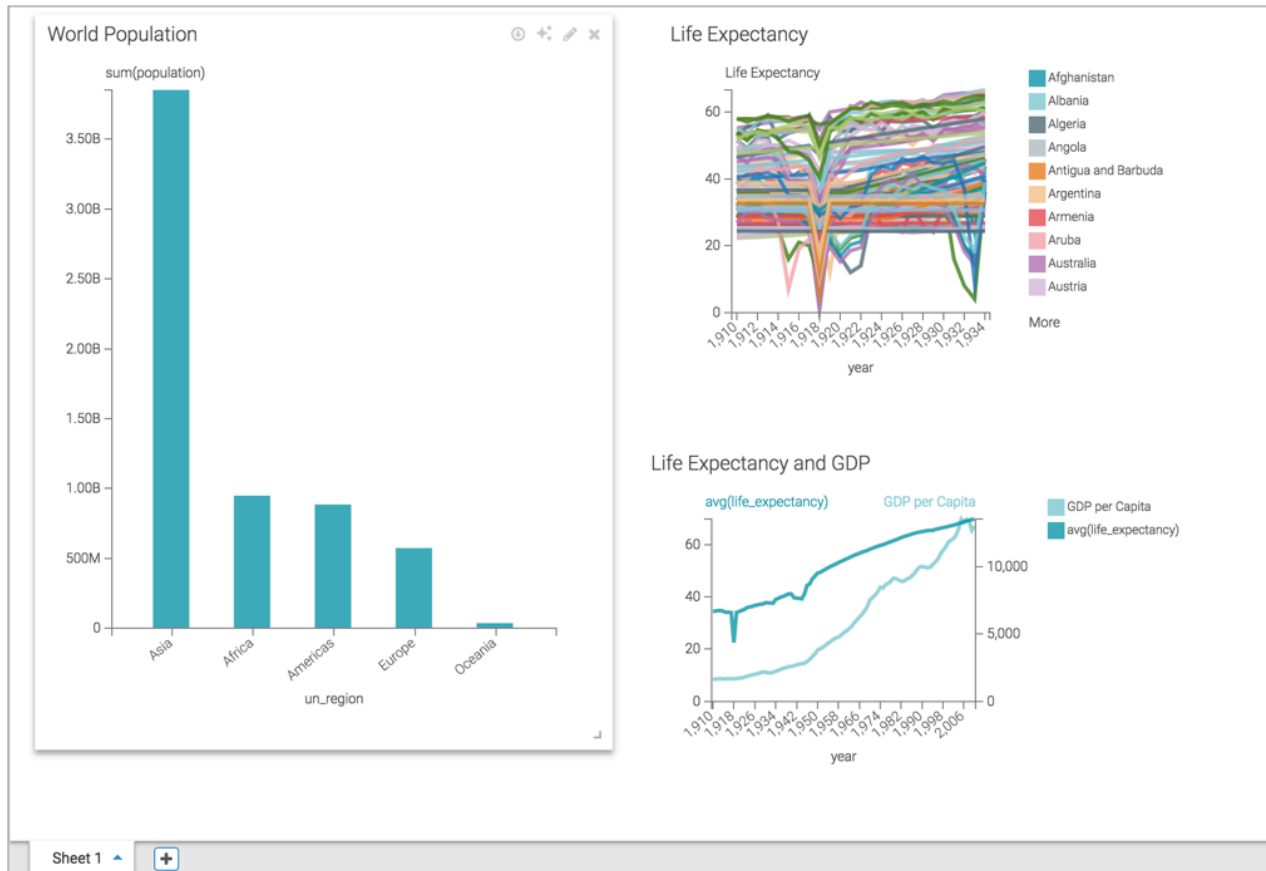 World Population
sum(population)
3.50B
3.00B
2.50B
2.00B
1.50B
1.00B
500M
0
Asia
Africa
Americas
Europe
Oceania
un_region
Life Expectancy
Life Expectancy
60
40
20
0
1,910
1,912
1,914
1,916
1,918
1,920
1,922
1,924
1,926
1,928
1,930
1,932
1,934
year
Afghanistan
Albania
Algeria
Angola
Antigua and Barbuda
Argentina
Armenia
Aruba
Australia
Austria
More
Life Expectancy and GDP
avg(life_expectancy) GDP per Capita
60
40
20
0
10,000
5,000
0
1,910
1,918
1,926
1,934
1,942
1,950
1,958
1,966
1,974
1,982
1,990
1,998
2,006
year
GDP per Capita
avg(life_expectancy)
Sheet 1